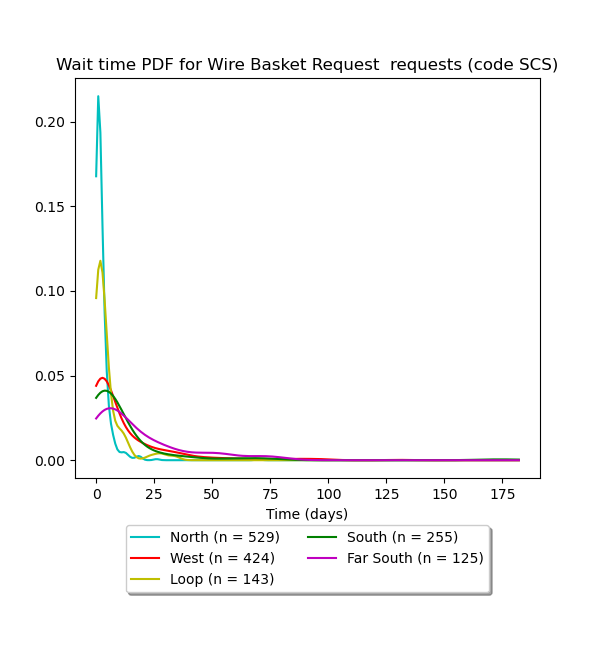 Wait time PDF for Wire Basket Request  requests (code SCS)
0.20
0.15
0.10
0.05
0.00
0 25 50 75 100 125 150 175
Time (days)
North (n = 529)
West (n = 424)
Loop (n = 143)
South (n = 255)
Far South (n = 125)